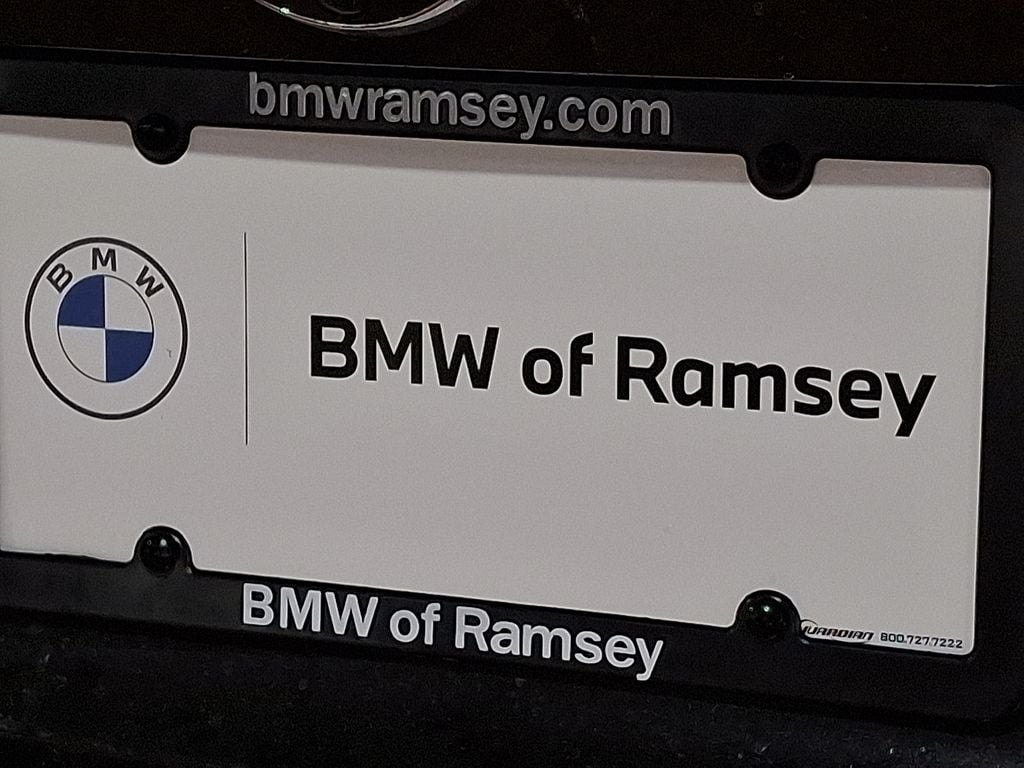 bmwramsey.com
BMW
BMW of Ramsey
BMW of Ramsey
GUARDIAN 800.727.7222